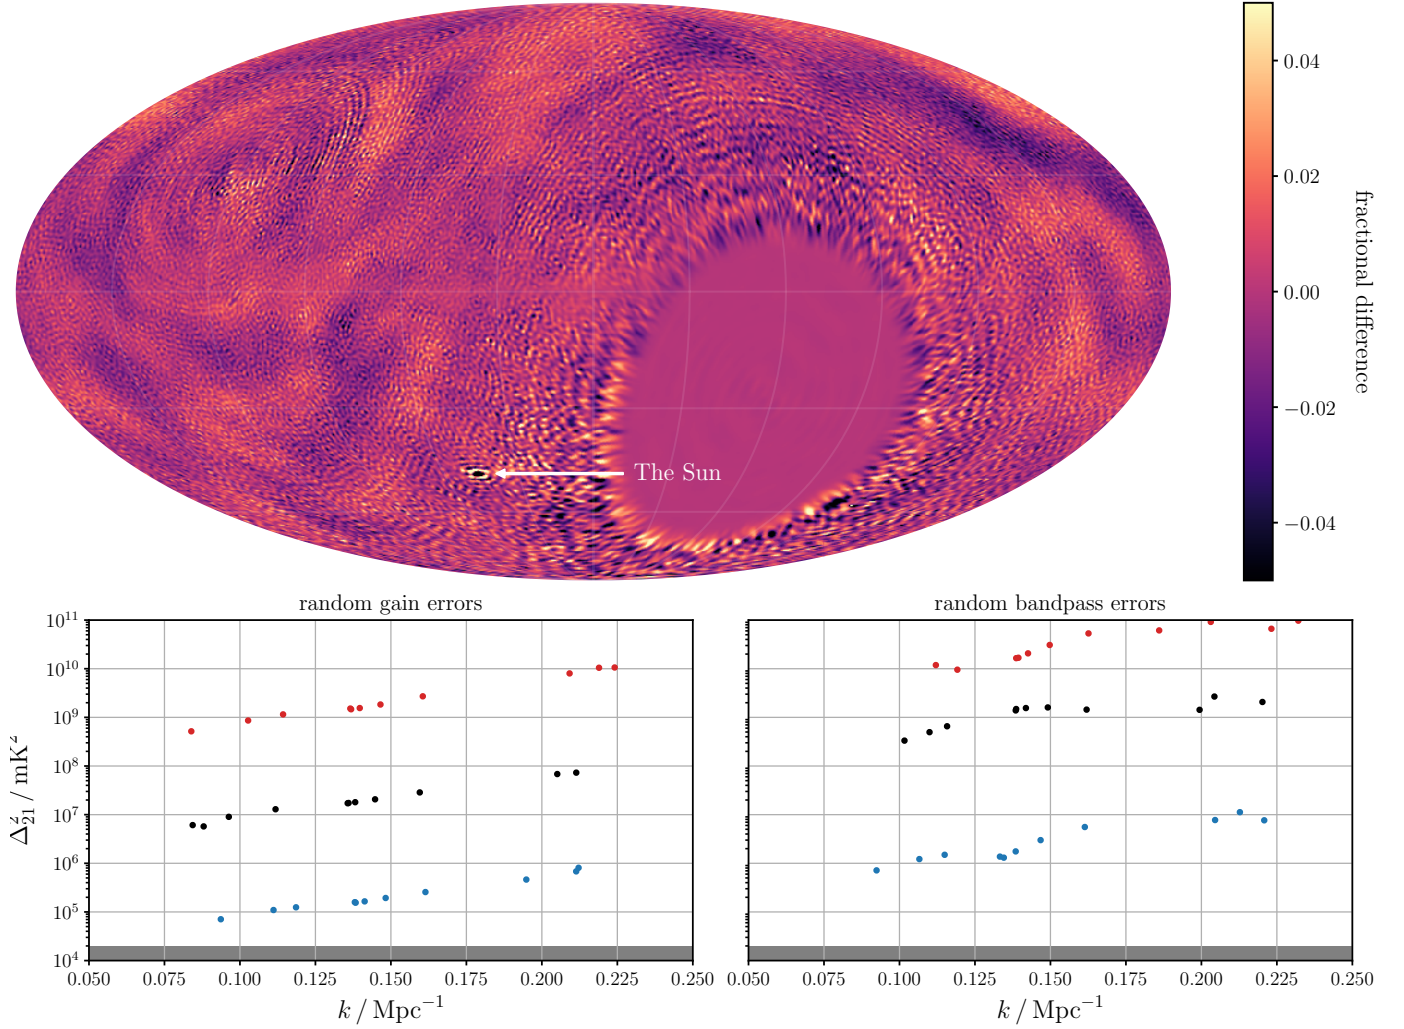 0.04
0.02
0.00
−0.02
−0.04
fractional difference
The Sun
random gain errors
random bandpass errors
10¹¹
10¹⁰
10⁹
10⁸
10⁷
10⁶
10⁵
10⁴
Δ²₂₁ / mK²
0.050 0.075 0.100 0.125 0.150 0.175 0.200 0.225 0.250
0.050 0.075 0.100 0.125 0.150 0.175 0.200 0.225 0.250
k / Mpc⁻¹
k / Mpc⁻¹